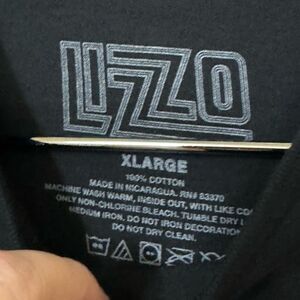 LIZZO
XLARGE
100% COTTON
MADE IN NICARAGUA. RN# 83370
MACHINE WASH WARM, INSIDE OUT, WITH LIKE CO
ONLY NON-CHLORINE BLEACH. TUMBLE DRY L
MEDIUM IRON. DO NOT IRON DECORATION
DO NOT DRY CLEAN.